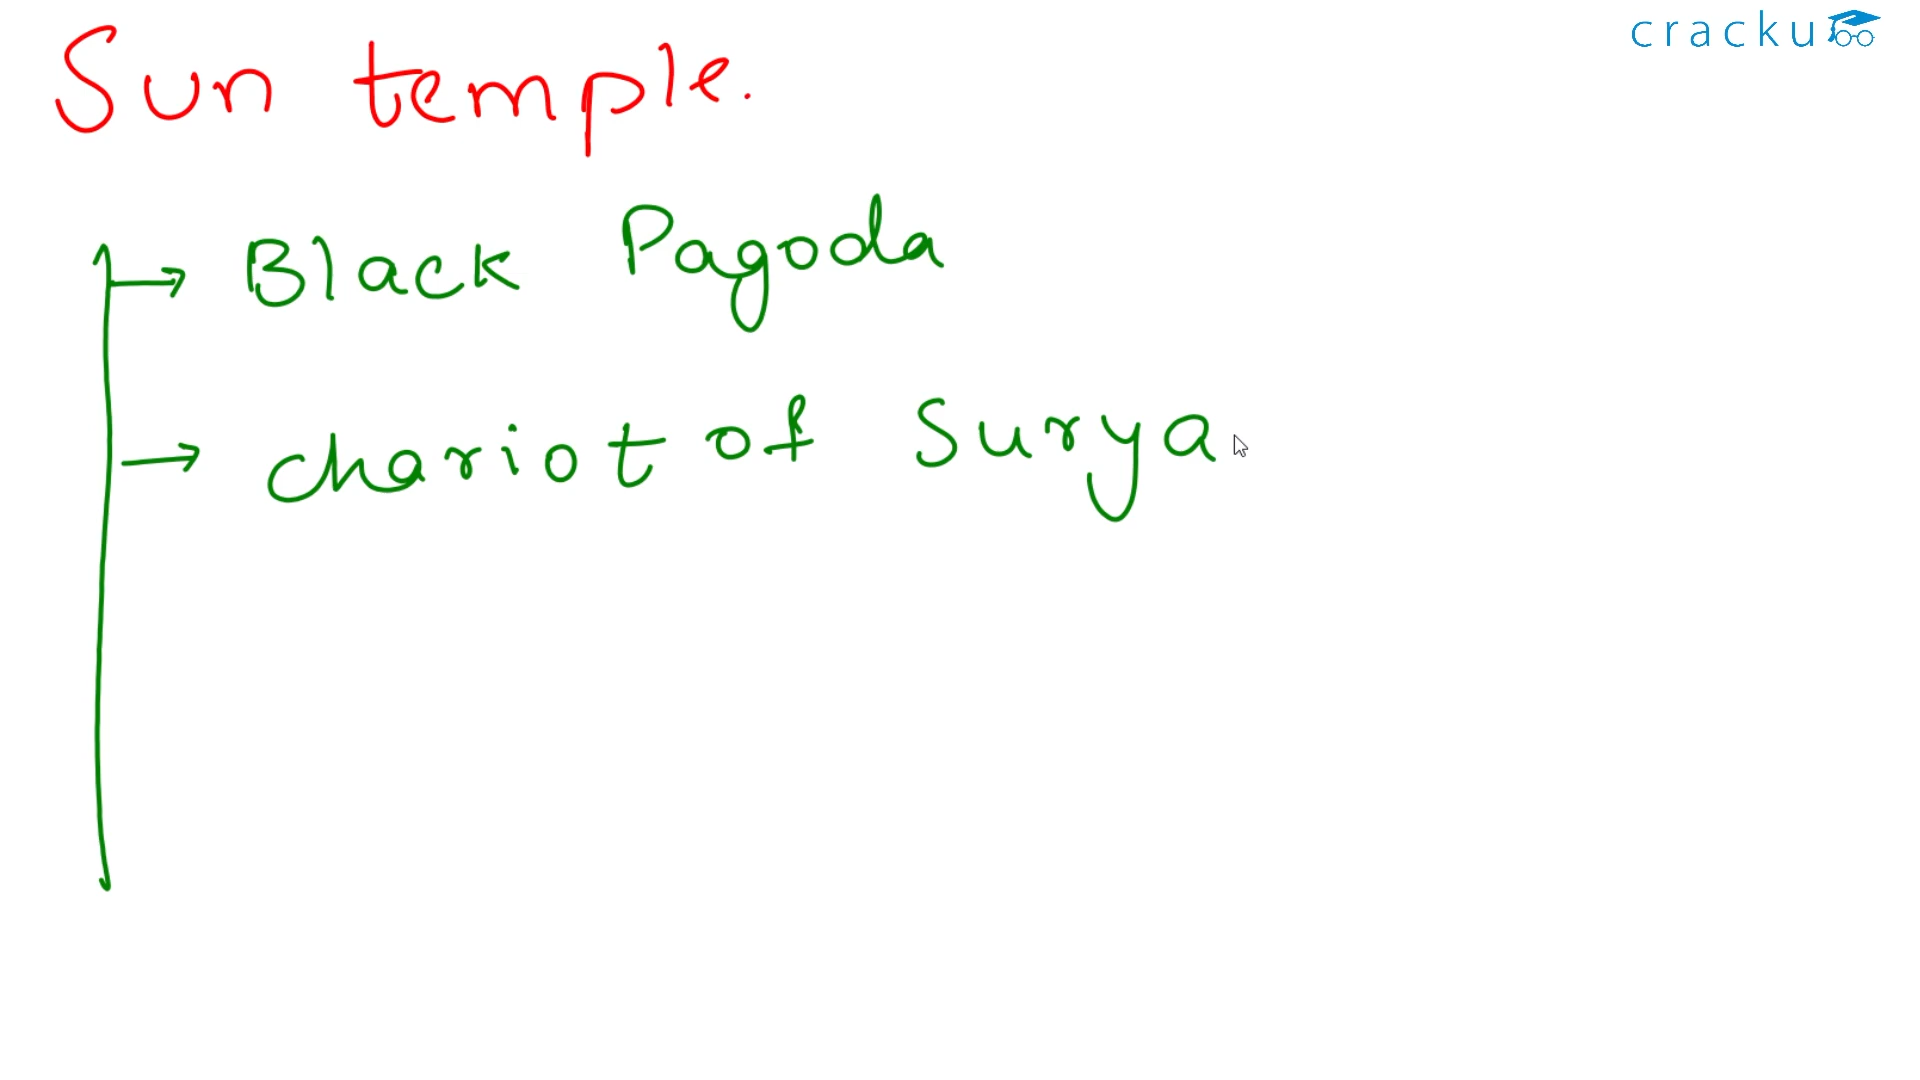 cracku
Sun temple.
→ Black Pagoda
→ chariot of Surya